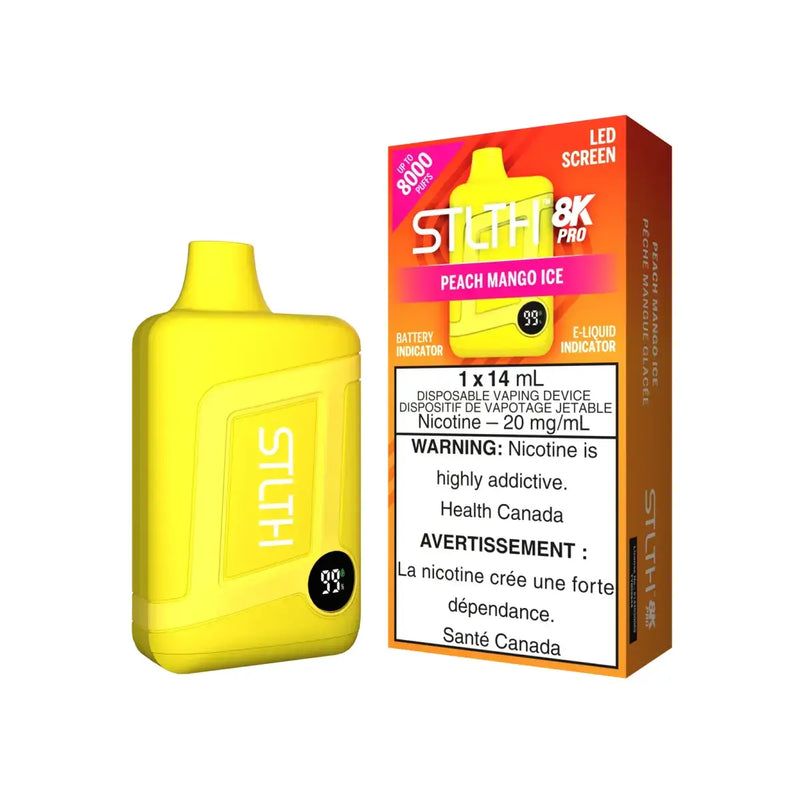 STLTH
99%
UP TO
8000
PUFFS
LED
SCREEN
STLTH™ 8K
PRO
PEACH MANGO ICE
BATTERY
INDICATOR
99%
E-LIQUID
INDICATOR
1 x 14 mL
DISPOSABLE VAPING DEVICE
DISPOSITIF DE VAPOTAGE JETABLE
Nicotine – 20 mg/mL
WARNING: Nicotine is
highly addictive.
Health Canada
AVERTISSEMENT :
La nicotine crée une forte
dépendance.
Santé Canada
PEACH MANGO ICE
PÊCHE MANGUE GLACÉE
STLTH 8K
PRO